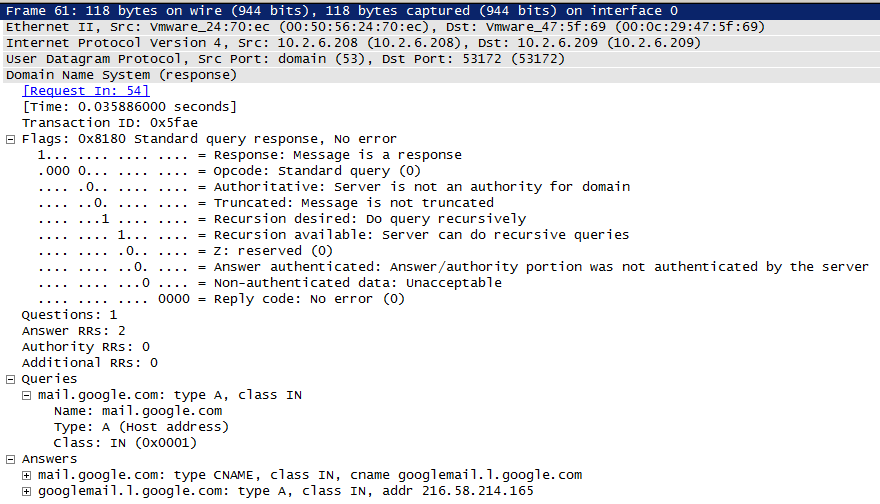 Frame 61: 118 bytes on wire (944 bits), 118 bytes captured (944 bits) on interface 0
Ethernet II, Src: Vmware_24:70:ec (00:50:56:24:70:ec), Dst: Vmware_47:5f:69 (00:0c:29:47:5f:69)
Internet Protocol Version 4, Src: 10.2.6.208 (10.2.6.208), Dst: 10.2.6.209 (10.2.6.209)
User Datagram Protocol, Src Port: domain (53), Dst Port: 53172 (53172)
Domain Name System (response)
[Request In: 54]
[Time: 0.035886000 seconds]
Transaction ID: 0x5fae
Flags: 0x8180 Standard query response, No error
1... .... .... .... = Response: Message is a response
.000 0... .... .... = Opcode: Standard query (0)
.... .0.. .... .... = Authoritative: Server is not an authority for domain
.... ..0. .... .... = Truncated: Message is not truncated
.... ...1 .... .... = Recursion desired: Do query recursively
.... .... 1... .... = Recursion available: Server can do recursive queries
.... .... .0.. .... = Z: reserved (0)
.... .... ..0. .... = Answer authenticated: Answer/authority portion was not authenticated by the server
.... .... ...0 .... = Non-authenticated data: Unacceptable
.... .... .... 0000 = Reply code: No error (0)
Questions: 1
Answer RRs: 2
Authority RRs: 0
Additional RRs: 0
Queries
mail.google.com: type A, class IN
Name: mail.google.com
Type: A (Host address)
Class: IN (0x0001)
Answers
mail.google.com: type CNAME, class IN, cname googlemail.l.google.com
googlemail.l.google.com: type A, class IN, addr 216.58.214.165